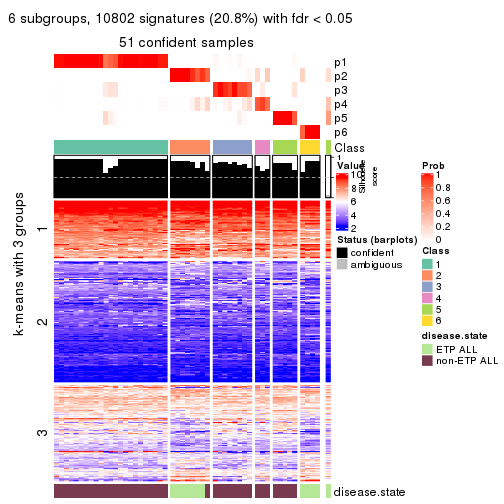 6 subgroups, 10802 signatures (20.8%) with fdr < 0.05
51 confident samples
p1
p2
p3
p4
p5
p6
Class
1
Silhouette
score
k-means with 3 groups
1
2
3
disease.state
Value
10
8
6
4
2
Status (barplots)
confident
ambiguous
Prob
1
0.8
0.6
0.4
0.2
0
Class
1
2
3
4
5
6
disease.state
ETP ALL
non-ETP ALL